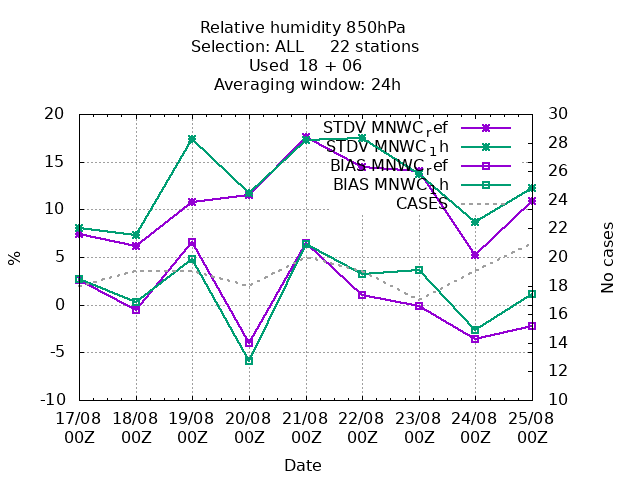 Relative humidity 850hPa
Selection: ALL 22 stations
Used 18 + 06
Averaging window: 24h
20 30
STDV MNWC_ref
28
STDV MNWC_1h
15
26
BIAS MNWC_ref
BIAS MNWC_1h
24
CASES
10
22
5 20
%
No cases
18
0
16
-5
14
12
-10 10
17/08 18/08 19/08 20/08 21/08 22/08 23/08 24/08 25/08
00Z 00Z 00Z 00Z 00Z 00Z 00Z 00Z 00Z
Date